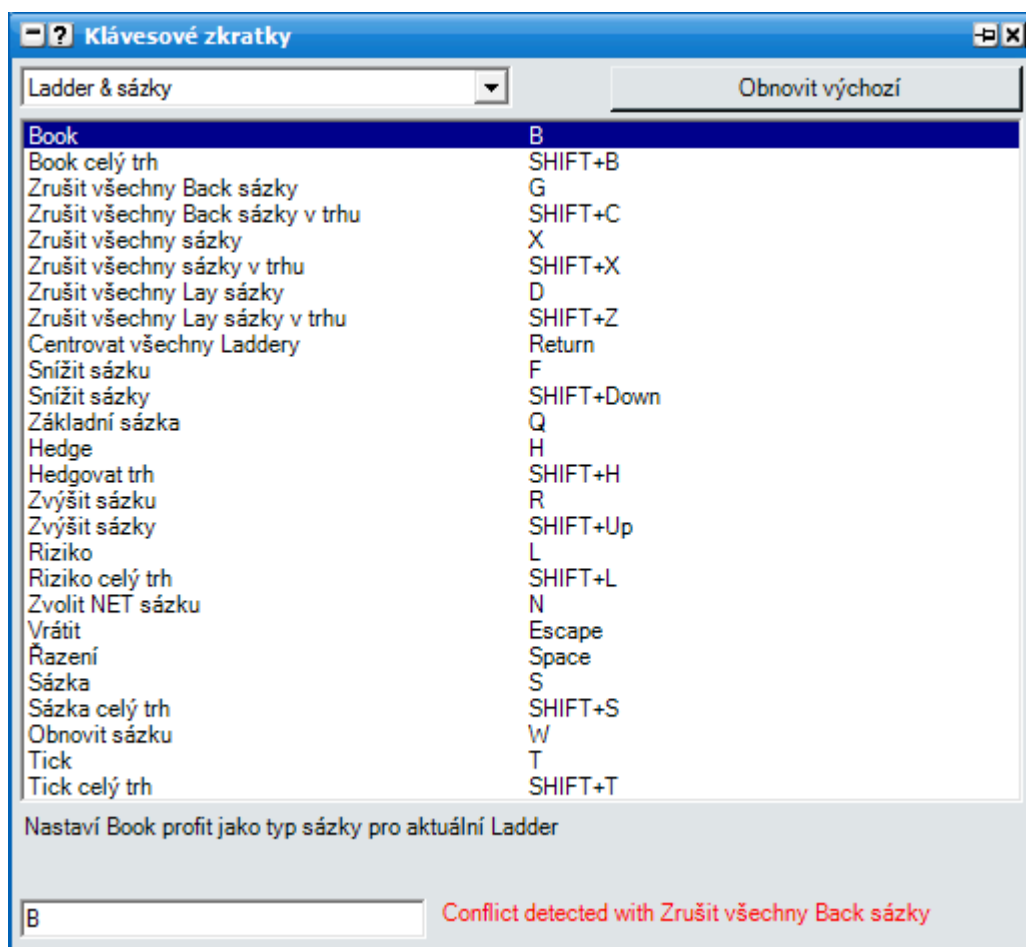 Klávesové zkratky
Ladder & sázky Obnovit výchozí
Book B
Book celý trh SHIFT+B
Zrušit všechny Back sázky G
Zrušit všechny Back sázky v trhu SHIFT+C
Zrušit všechny sázky X
Zrušit všechny sázky v trhu SHIFT+X
Zrušit všechny Lay sázky D
Zrušit všechny Lay sázky v trhu SHIFT+Z
Centrovat všechny Laddery Return
Snížit sázku F
Snížit sázky SHIFT+Down
Základní sázka Q
Hedge H
Hedgovat trh SHIFT+H
Zvýšit sázku R
Zvýšit sázky SHIFT+Up
Riziko L
Riziko celý trh SHIFT+L
Zvolit NET sázku N
Vrátit Escape
Řazení Space
Sázka S
Sázka celý trh SHIFT+S
Obnovit sázku W
Tick T
Tick celý trh SHIFT+T
Nastaví Book profit jako typ sázky pro aktuální Ladder
B Conflict detected with Zrušit všechny Back sázky